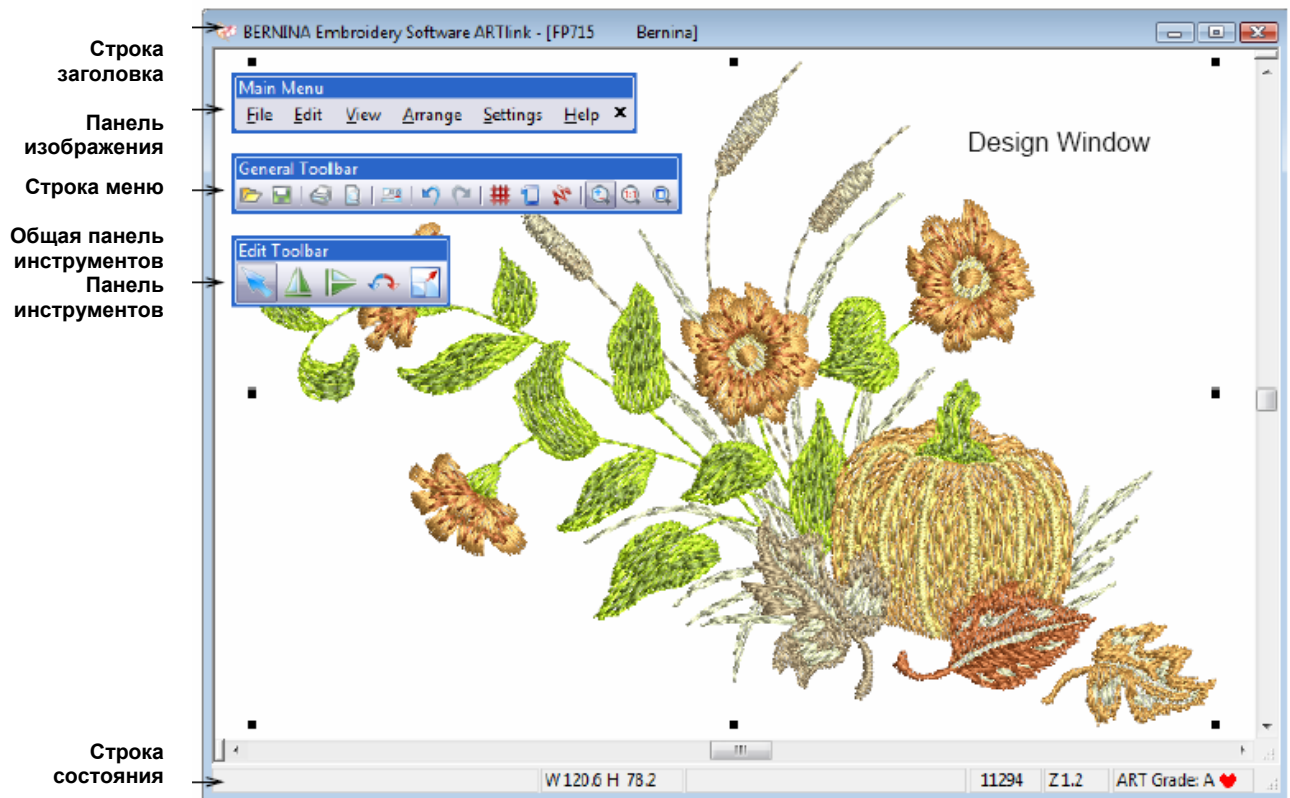 BERNINA Embroidery Software ARTlink - [FP715 Bernina]
Строка
заголовка
Main Menu
File Edit View Arrange Settings Help
Панель
изображения
Design Window
General Toolbar
Строка меню
1:1
Общая панель
инструментов
Edit Toolbar
Панель
инструментов
Строка
состояния
W 120.6 H 78.2
11294
Z 1.2
ART Grade: A